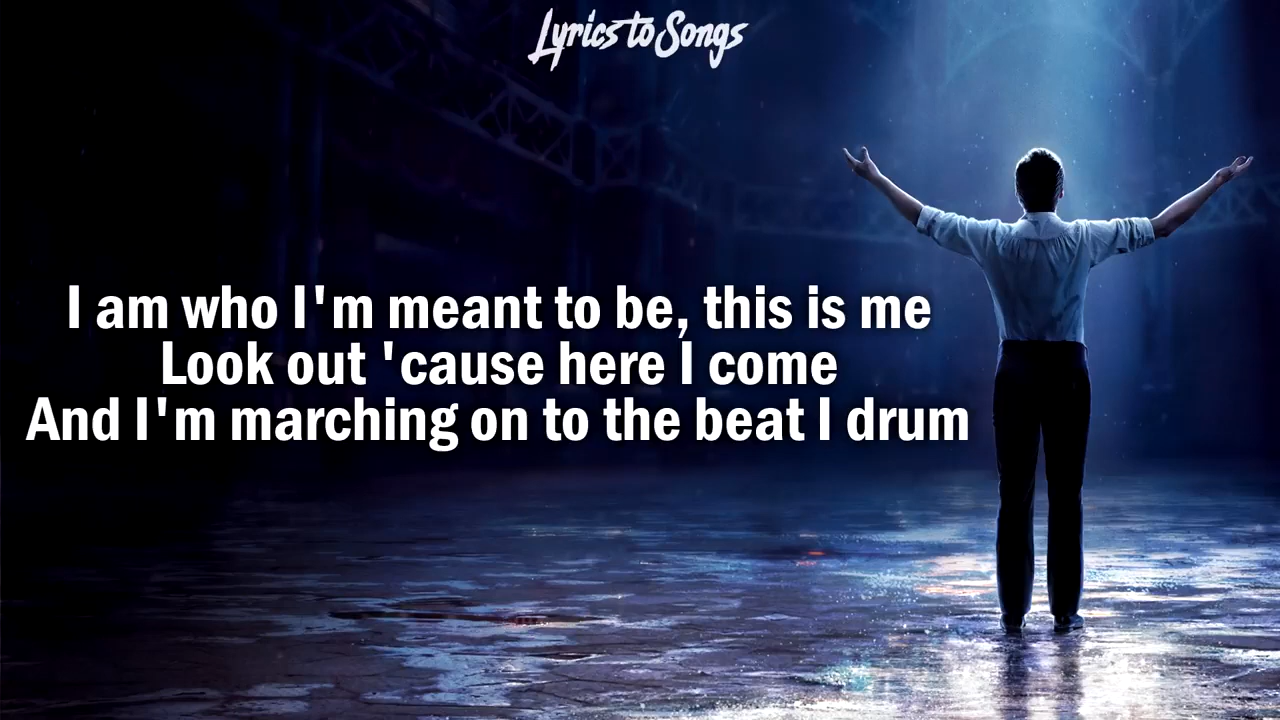 Lyrics to Songs
I am who I'm meant to be, this is me
Look out 'cause here I come
And I'm marching on to the beat I drum